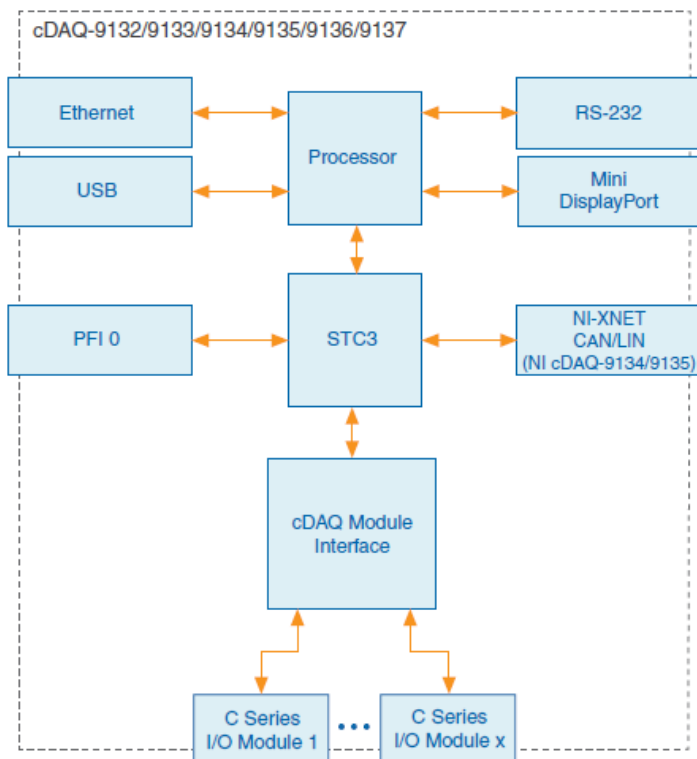 cDAQ-9132/9133/9134/9135/9136/9137
Ethernet
Processor
RS-232
USB
Mini
DisplayPort
PFI 0
STC3
NI-XNET
CAN/LIN
(NI cDAQ-9134/9135)
cDAQ Module
Interface
C Series
I/O Module 1
•••
C Series
I/O Module x